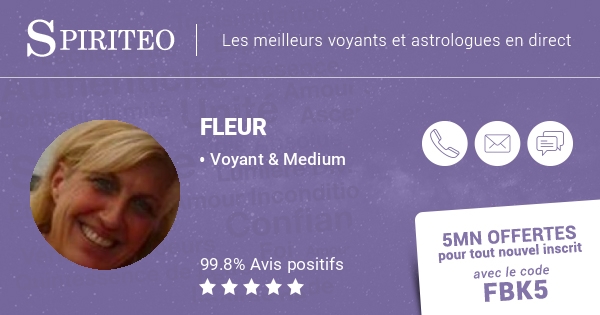 SPIRITEO
Les meilleurs voyants et astrologues en direct
FLEUR
• Voyant & Medium
99.8% Avis positifs
5MN OFFERTES
pour tout nouvel inscrit
avec le code
FBK5